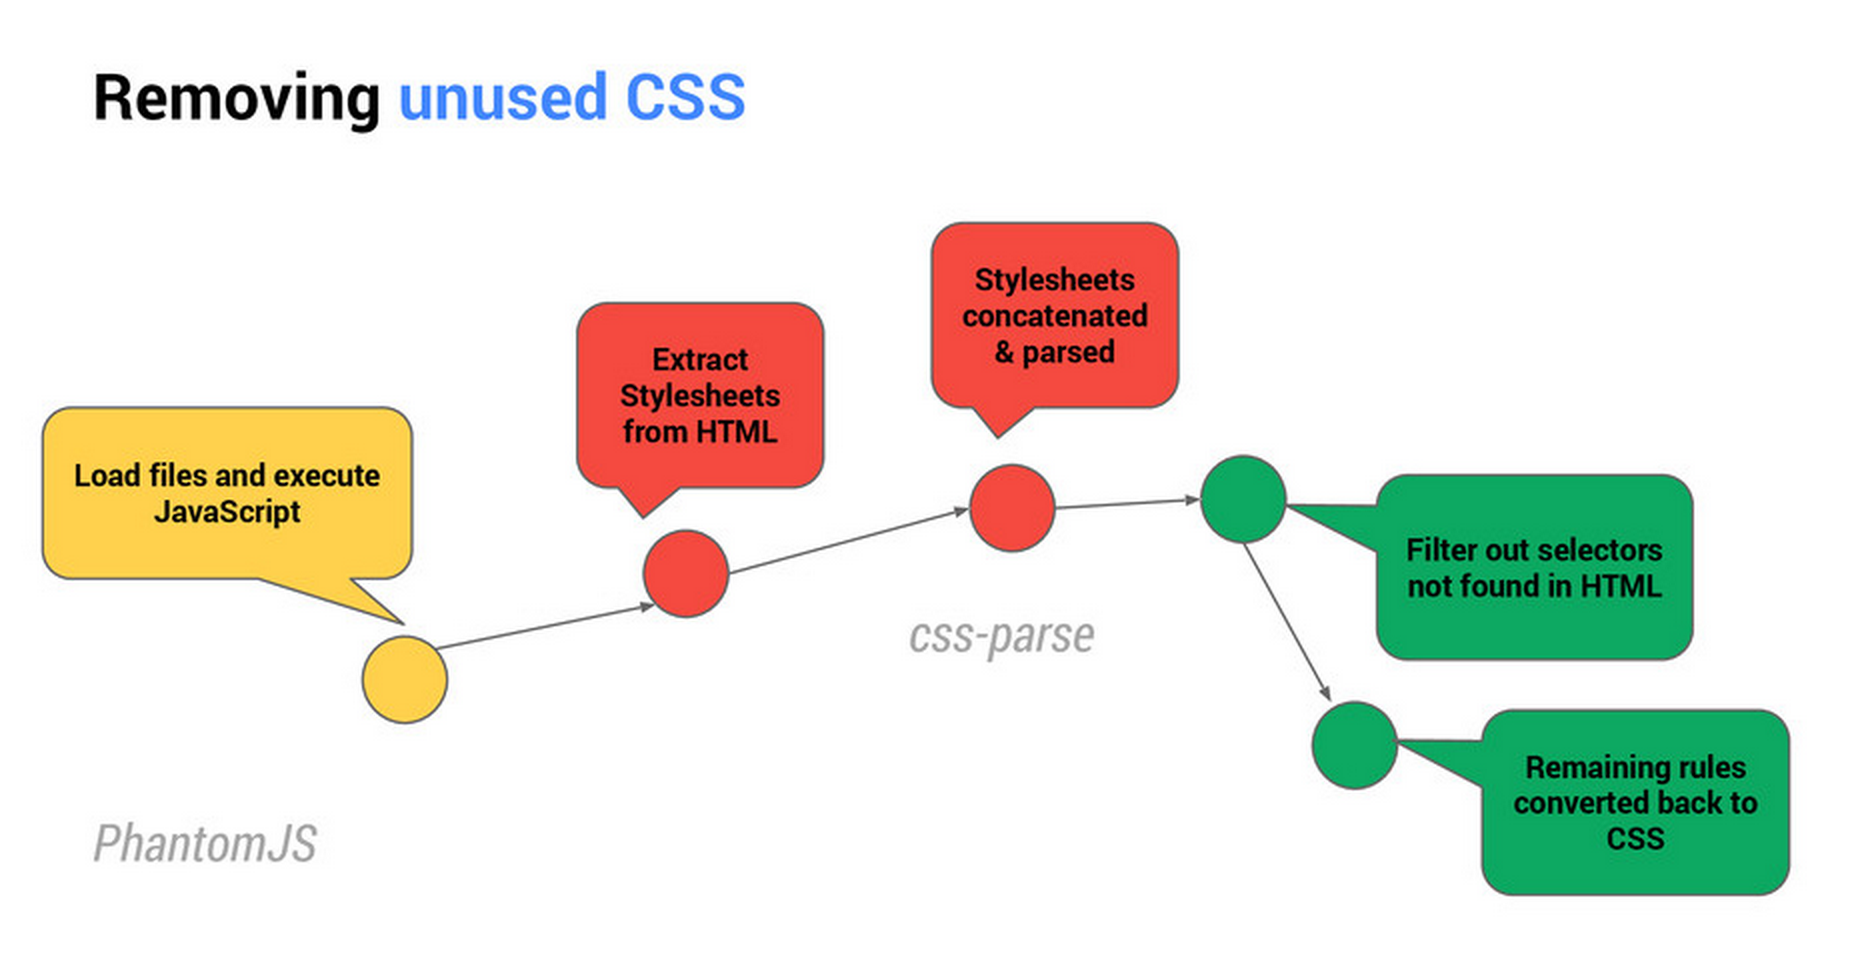 Removing unused CSS
Load files and execute
JavaScript
Extract
Stylesheets
from HTML
Stylesheets
concatenated
& parsed
Filter out selectors
not found in HTML
Remaining rules
converted back to
CSS
css-parse
PhantomJS